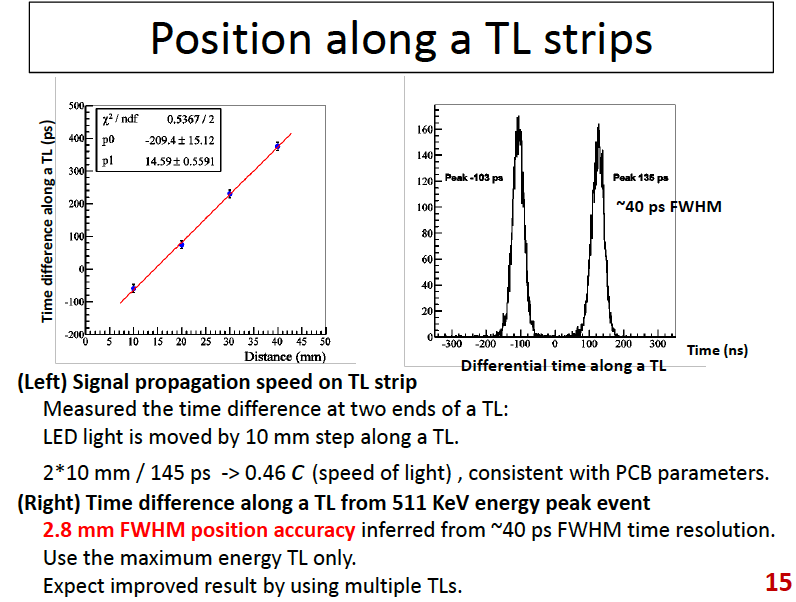 Position along a TL strips
χ² / ndf 0.5367 / 2
p0 -209.4 ± 15.12
p1 14.59 ± 0.5591
Time difference along a TL (ps)
500
400
300
200
100
0
-100
-200
0 5 10 15 20 25 30 35 40 45 50
Distance (mm)
160
140
120
100
80
60
40
20
0
Peak -103 ps
Peak 135 ps
~40 ps FWHM
-300 -200 -100 0 100 200 300
Time (ns)
Differential time along a TL
(Left) Signal propagation speed on TL strip
Measured the time difference at two ends of a TL:
LED light is moved by 10 mm step along a TL.
2*10 mm / 145 ps -> 0.46 C (speed of light) , consistent with PCB parameters.
(Right) Time difference along a TL from 511 KeV energy peak event
2.8 mm FWHM position accuracy inferred from ~40 ps FWHM time resolution.
Use the maximum energy TL only.
Expect improved result by using multiple TLs.
15